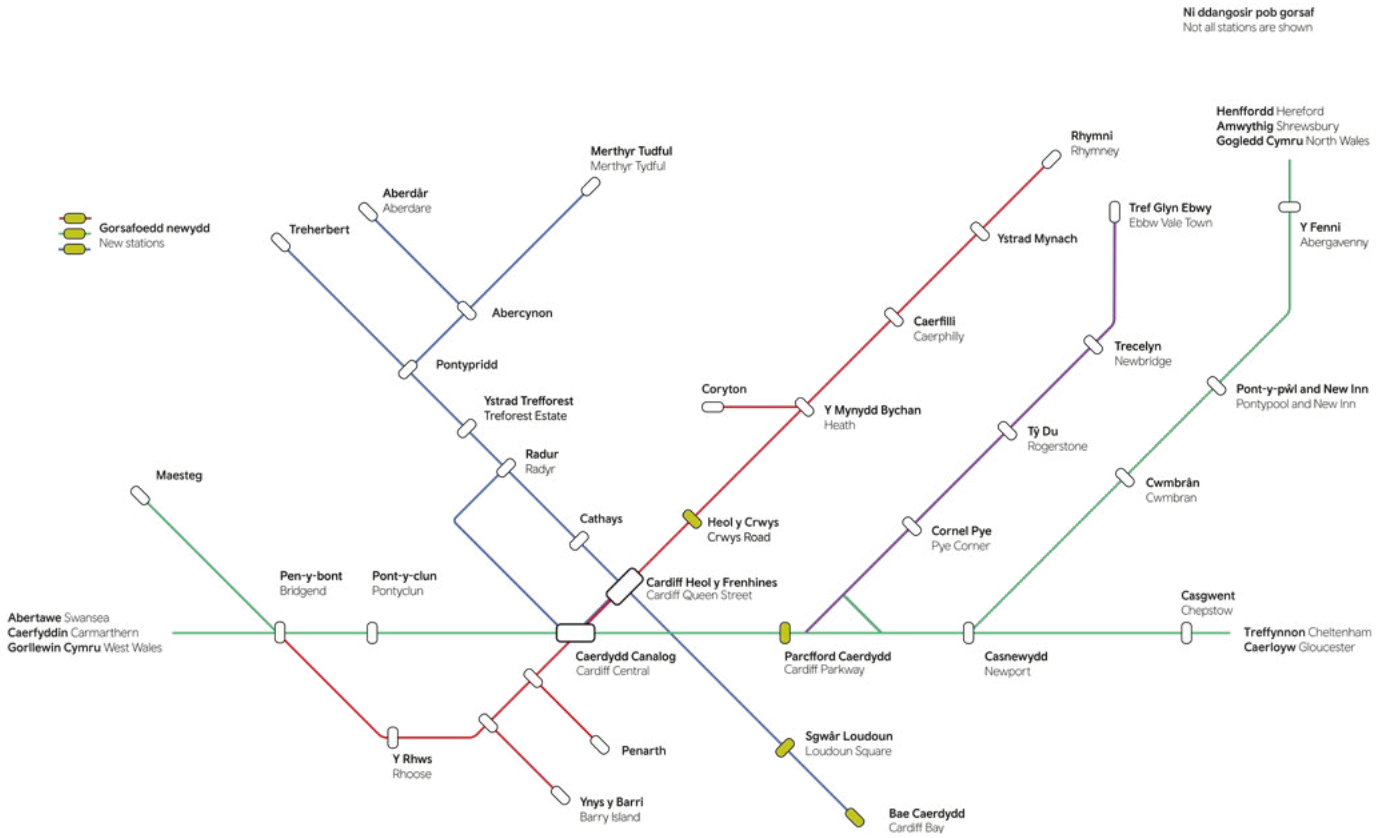 Ni ddangosir pob gorsaf
Not all stations are shown
Henffordd Hereford
Amwythig Shrewsbury
Gogledd Cymru North Wales
Rhymni
Rhymney
Merthyr Tudful
Merthyr Tydful
Aberdâr
Aberdare
Tref Glyn Ebwy
Ebbw Vale Town
Gorsafoedd newydd
New stations
Treherbert
Ystrad Mynach
Y Fenni
Abergavenny
Abercynon
Caerfilli
Caerphilly
Trecelyn
Newbridge
Pontypridd
Coryton
Pont-y-pŵl and New Inn
Pontypool and New Inn
Ystrad Trefforest
Treforest Estate
Y Mynydd Bychan
Heath
Tŷ Du
Rogerstone
Radur
Radyr
Maesteg
Cwmbrân
Cwmbran
Cathays
Heol y Crwys
Crwys Road
Cornel Pye
Pye Corner
Pen-y-bont
Bridgend
Pont-y-clun
Pontyclun
Cardiff Heol y Frenhines
Cardiff Queen Street
Casgwent
Chepstow
Abertawe Swansea
Caerfyddin Carmarthern
Gorllewin Cymru West Wales
Treffynnon Cheltenham
Caerloyw Gloucester
Caerdydd Canalog
Cardiff Central
Parcffordd Caerdydd
Cardiff Parkway
Casnewydd
Newport
Sgwâr Loudoun
Loudoun Square
Penarth
Y Rhws
Rhoose
Ynys y Barri
Barry Island
Bae Caerdydd
Cardiff Bay